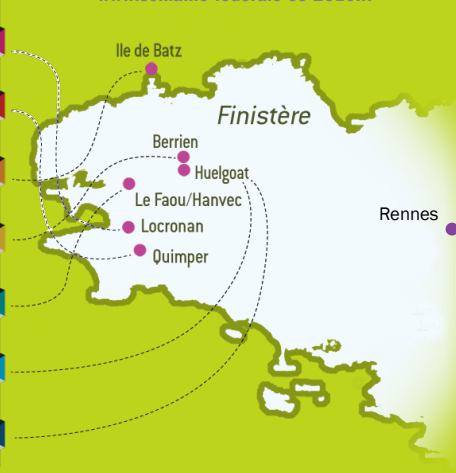 Ile de Batz
Finistère
Berrien
Huelgoat
Le Faou/Hanvec
Rennes
Locronan
Quimper